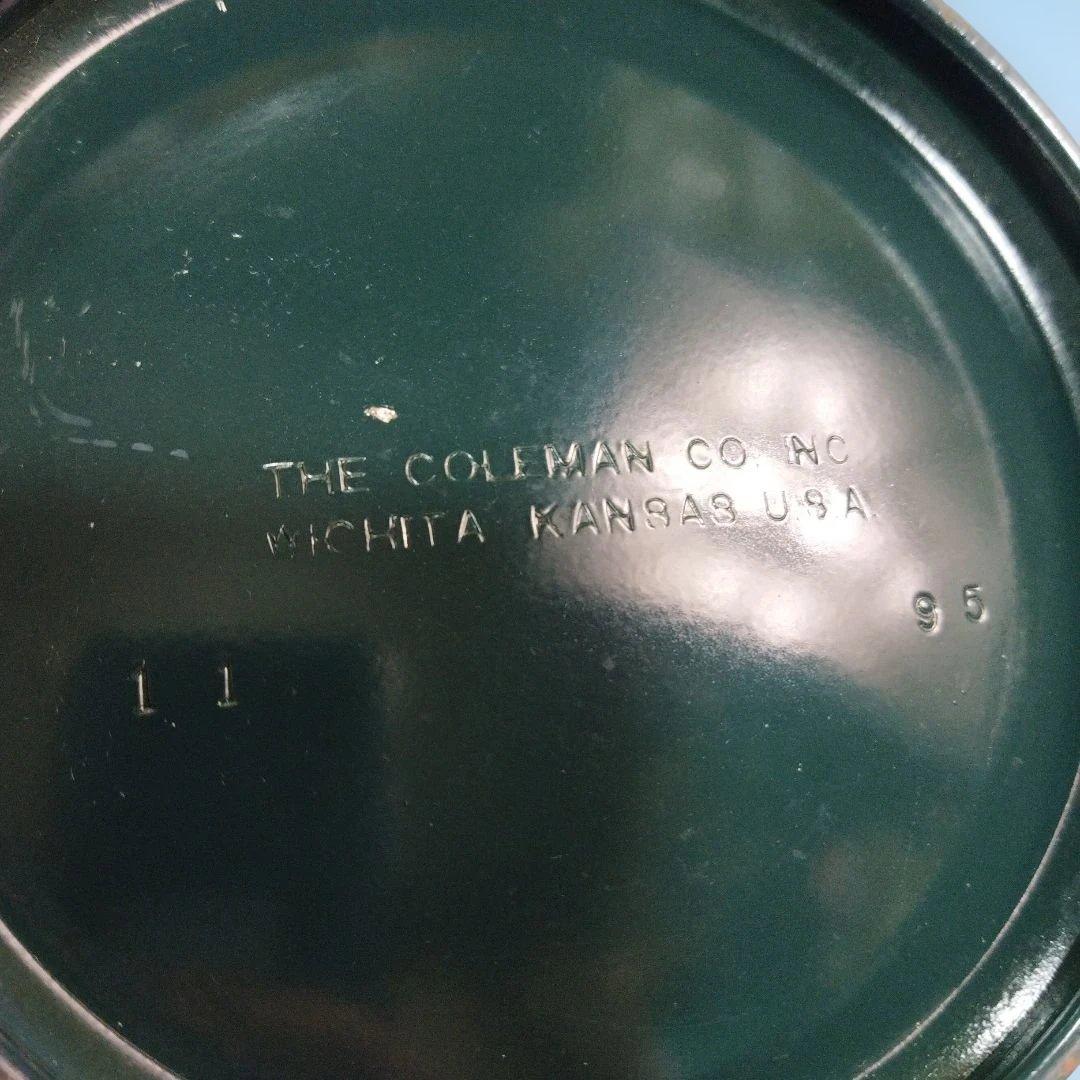 THE COLEMAN CO. INC
WICHITA KANSAS U.S.A.
9 5
1 1